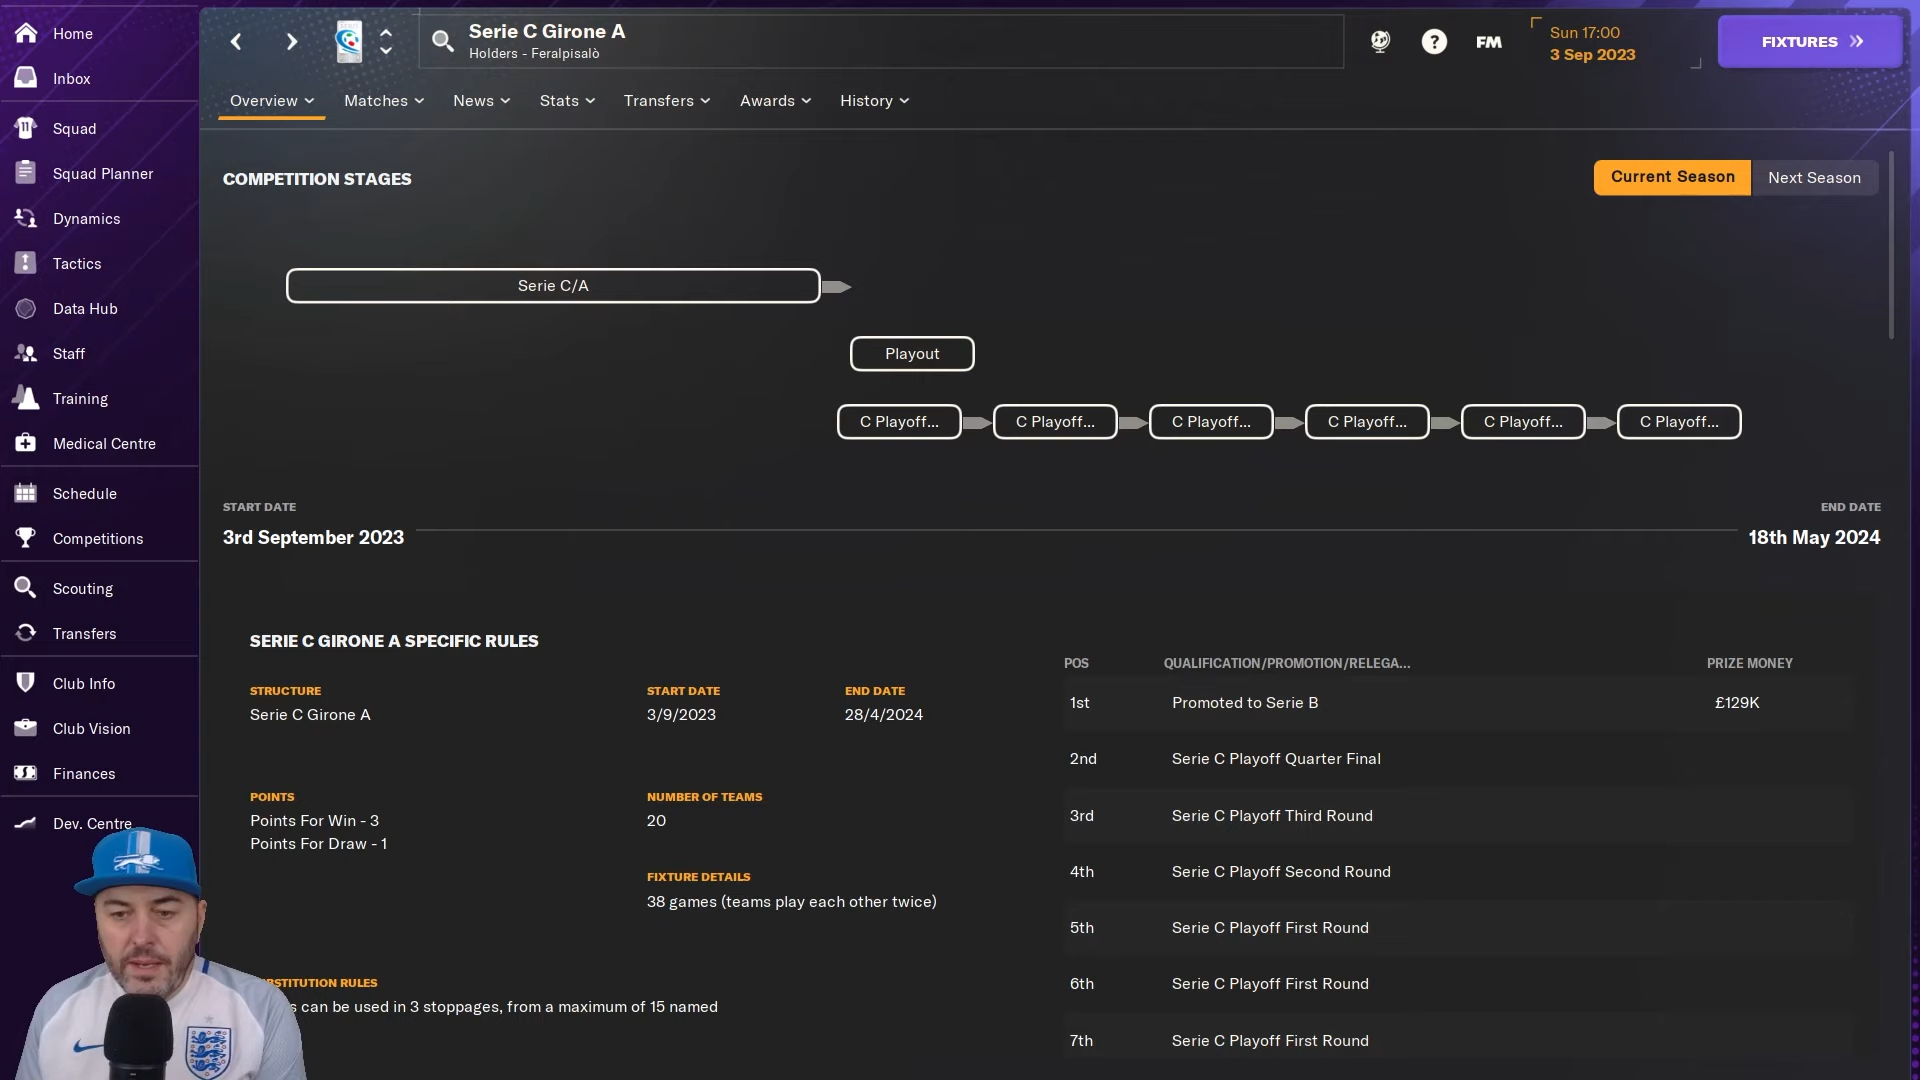 Home
Inbox
Squad
Squad Planner
Dynamics
Tactics
Data Hub
Staff
Training
Medical Centre
Schedule
Competitions
Scouting
Transfers
Club Info
Club Vision
Finances
Dev. Centre
Serie C Girone A
Holders - Feralpisalò
?
FM
Sun 17:00
3 Sep 2023
FIXTURES
Overview
Matches
News
Stats
Transfers
Awards
History
COMPETITION STAGES
Current Season
Next Season
Serie C/A
Playout
C Playoff...
C Playoff...
C Playoff...
C Playoff...
C Playoff...
C Playoff...
START DATE
END DATE
3rd September 2023
18th May 2024
SERIE C GIRONE A SPECIFIC RULES
STRUCTURE
Serie C Girone A
START DATE
3/9/2023
END DATE
28/4/2024
POINTS
Points For Win - 3
Points For Draw - 1
NUMBER OF TEAMS
20
FIXTURE DETAILS
38 games (teams play each other twice)
RULES
can be used in 3 stoppages, from a maximum of 15 named
POS QUALIFICATION/PROMOTION/RELEGA... PRIZE MONEY
1st Promoted to Serie B £129K
2nd Serie C Playoff Quarter Final
3rd Serie C Playoff Third Round
4th Serie C Playoff Second Round
5th Serie C Playoff First Round
6th Serie C Playoff First Round
7th Serie C Playoff First Round